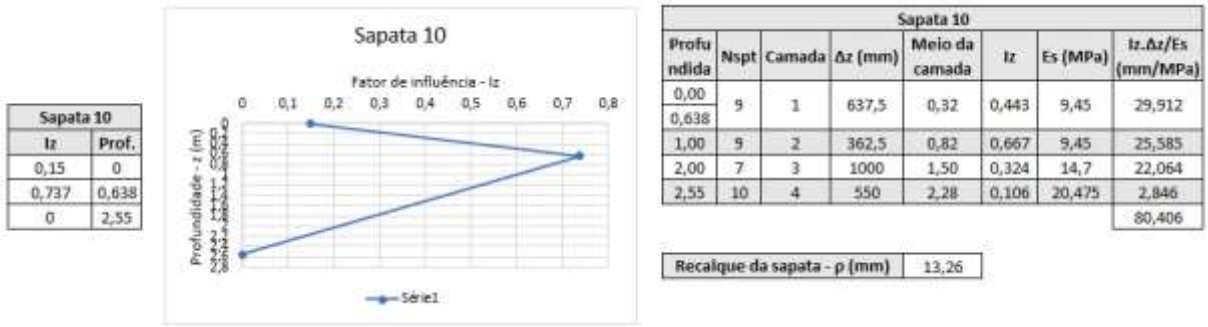 Sapata 10
Iz Prof.
0,15 0
0,737 0,638
0 2,55
Sapata 10
Fator de influência - Iz
0 0,1 0,2 0,3 0,4 0,5 0,6 0,7 0,8
Profundidade - z (m)
0
2,8
Série1
Sapata 10
Profu
ndida Nspt Camada Δz (mm) Meio da
camada Iz Es (MPa) Iz.Δz/Es
(mm/MPa)
0,00
0,638 9 1 637,5 0,32 0,443 9,45 29,912
1,00 9 2 362,5 0,82 0,667 9,45 25,585
2,00 7 3 1000 1,50 0,324 14,7 22,064
2,55 10 4 550 2,28 0,106 20,475 2,846
80,406
Recalque da sapata - ρ (mm) 13,26